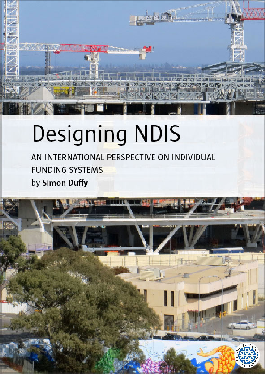 Designing NDIS
AN INTERNATIONAL PERSPECTIVE ON INDIVIDUAL
FUNDING SYSTEMS
by Simon Duffy